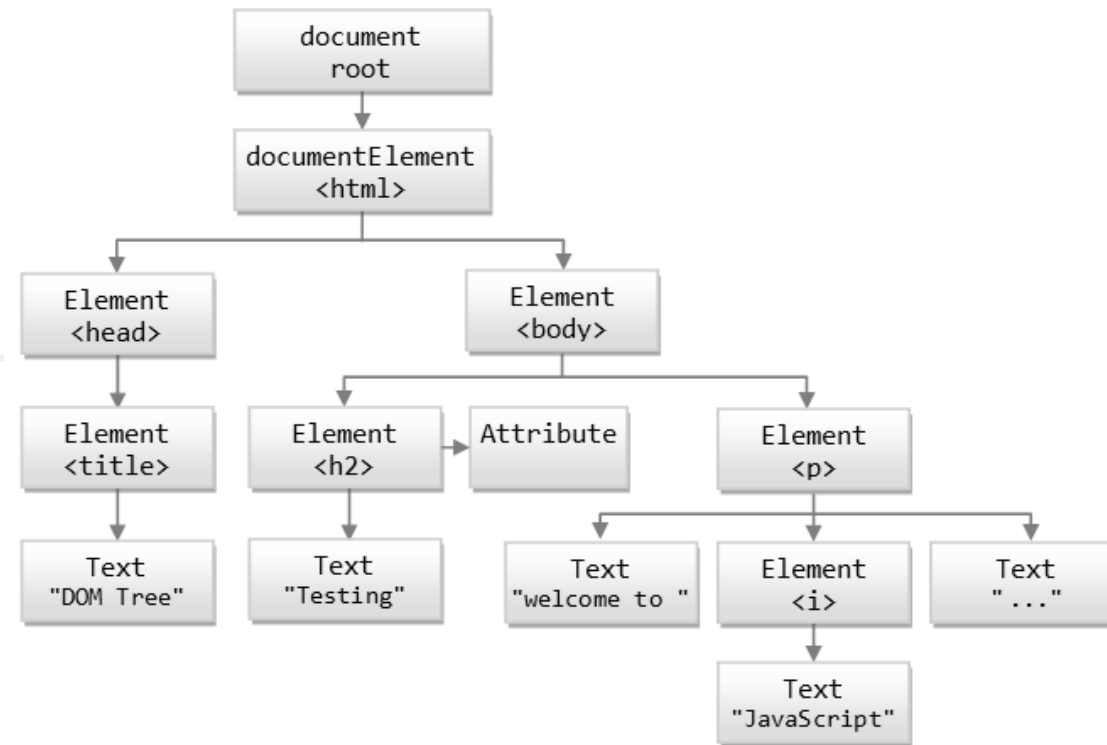 document
root
documentElement
<html>
Element
<head>
Element
<body>
Element
<title>
Element
<h2>
Attribute
Element
<p>
Text
"DOM Tree"
Text
"Testing"
Text
"welcome to "
Element
<i>
Text
" ..."
Text
"JavaScript"